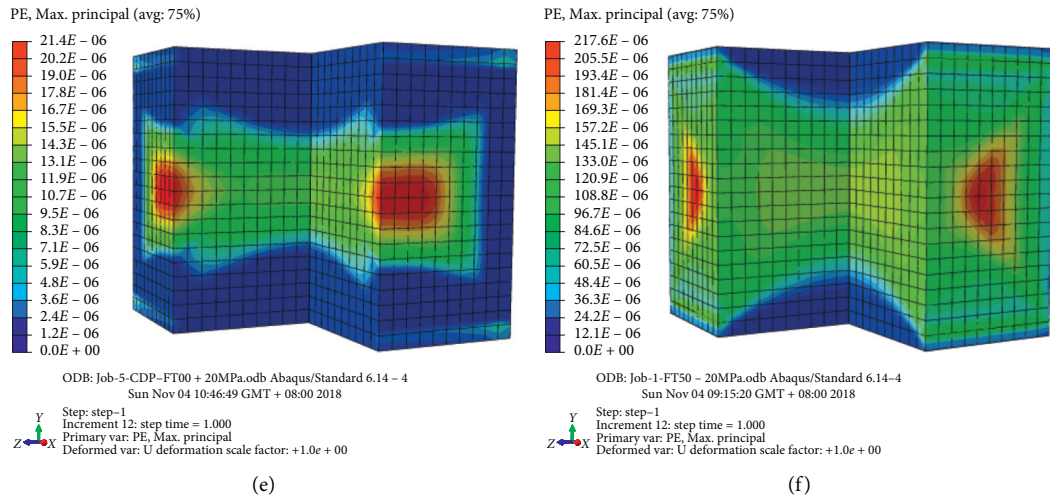 PE, Max. principal (avg: 75%)
21.4E – 06
20.2E – 06
19.0E – 06
17.8E – 06
16.7E – 06
15.5E – 06
14.3E – 06
13.1E – 06
11.9E – 06
10.7E – 06
9.5E – 06
8.3E – 06
7.1E – 06
5.9E – 06
4.8E – 06
3.6E – 06
2.4E – 06
1.2E – 06
0.0E + 00
ODB: Job-5-CDP–FT00 + 20MPa.odb Abaqus/Standard 6.14 – 4
Sun Nov 04 10:46:49 GMT + 08:00 2018
Y
Z
X
Step: step–1
Increment 12: step time = 1.000
Primary var: PE, Max. principal
Deformed var: U deformation scale factor: +1.0e + 00
(e)
PE, Max. principal (avg: 75%)
217.6E – 06
205.5E – 06
193.4E – 06
181.4E – 06
169.3E – 06
157.2E – 06
145.1E – 06
133.0E – 06
120.9E – 06
108.8E – 06
96.7E – 06
84.6E – 06
72.5E – 06
60.5E – 06
48.4E – 06
36.3E – 06
24.2E – 06
12.1E – 06
0.0E + 00
ODB: Job-1-FT50 – 20MPa.odb Abaqus/Standard 6.14–4
Sun Nov 04 09:15:20 GMT + 08:00 2018
Y
Z
X
Step: step–1
Increment 12: step time = 1.000
Primary var: PE, Max. principal
Deformed var: U deformation scale factor: +1.0e + 00
(f)